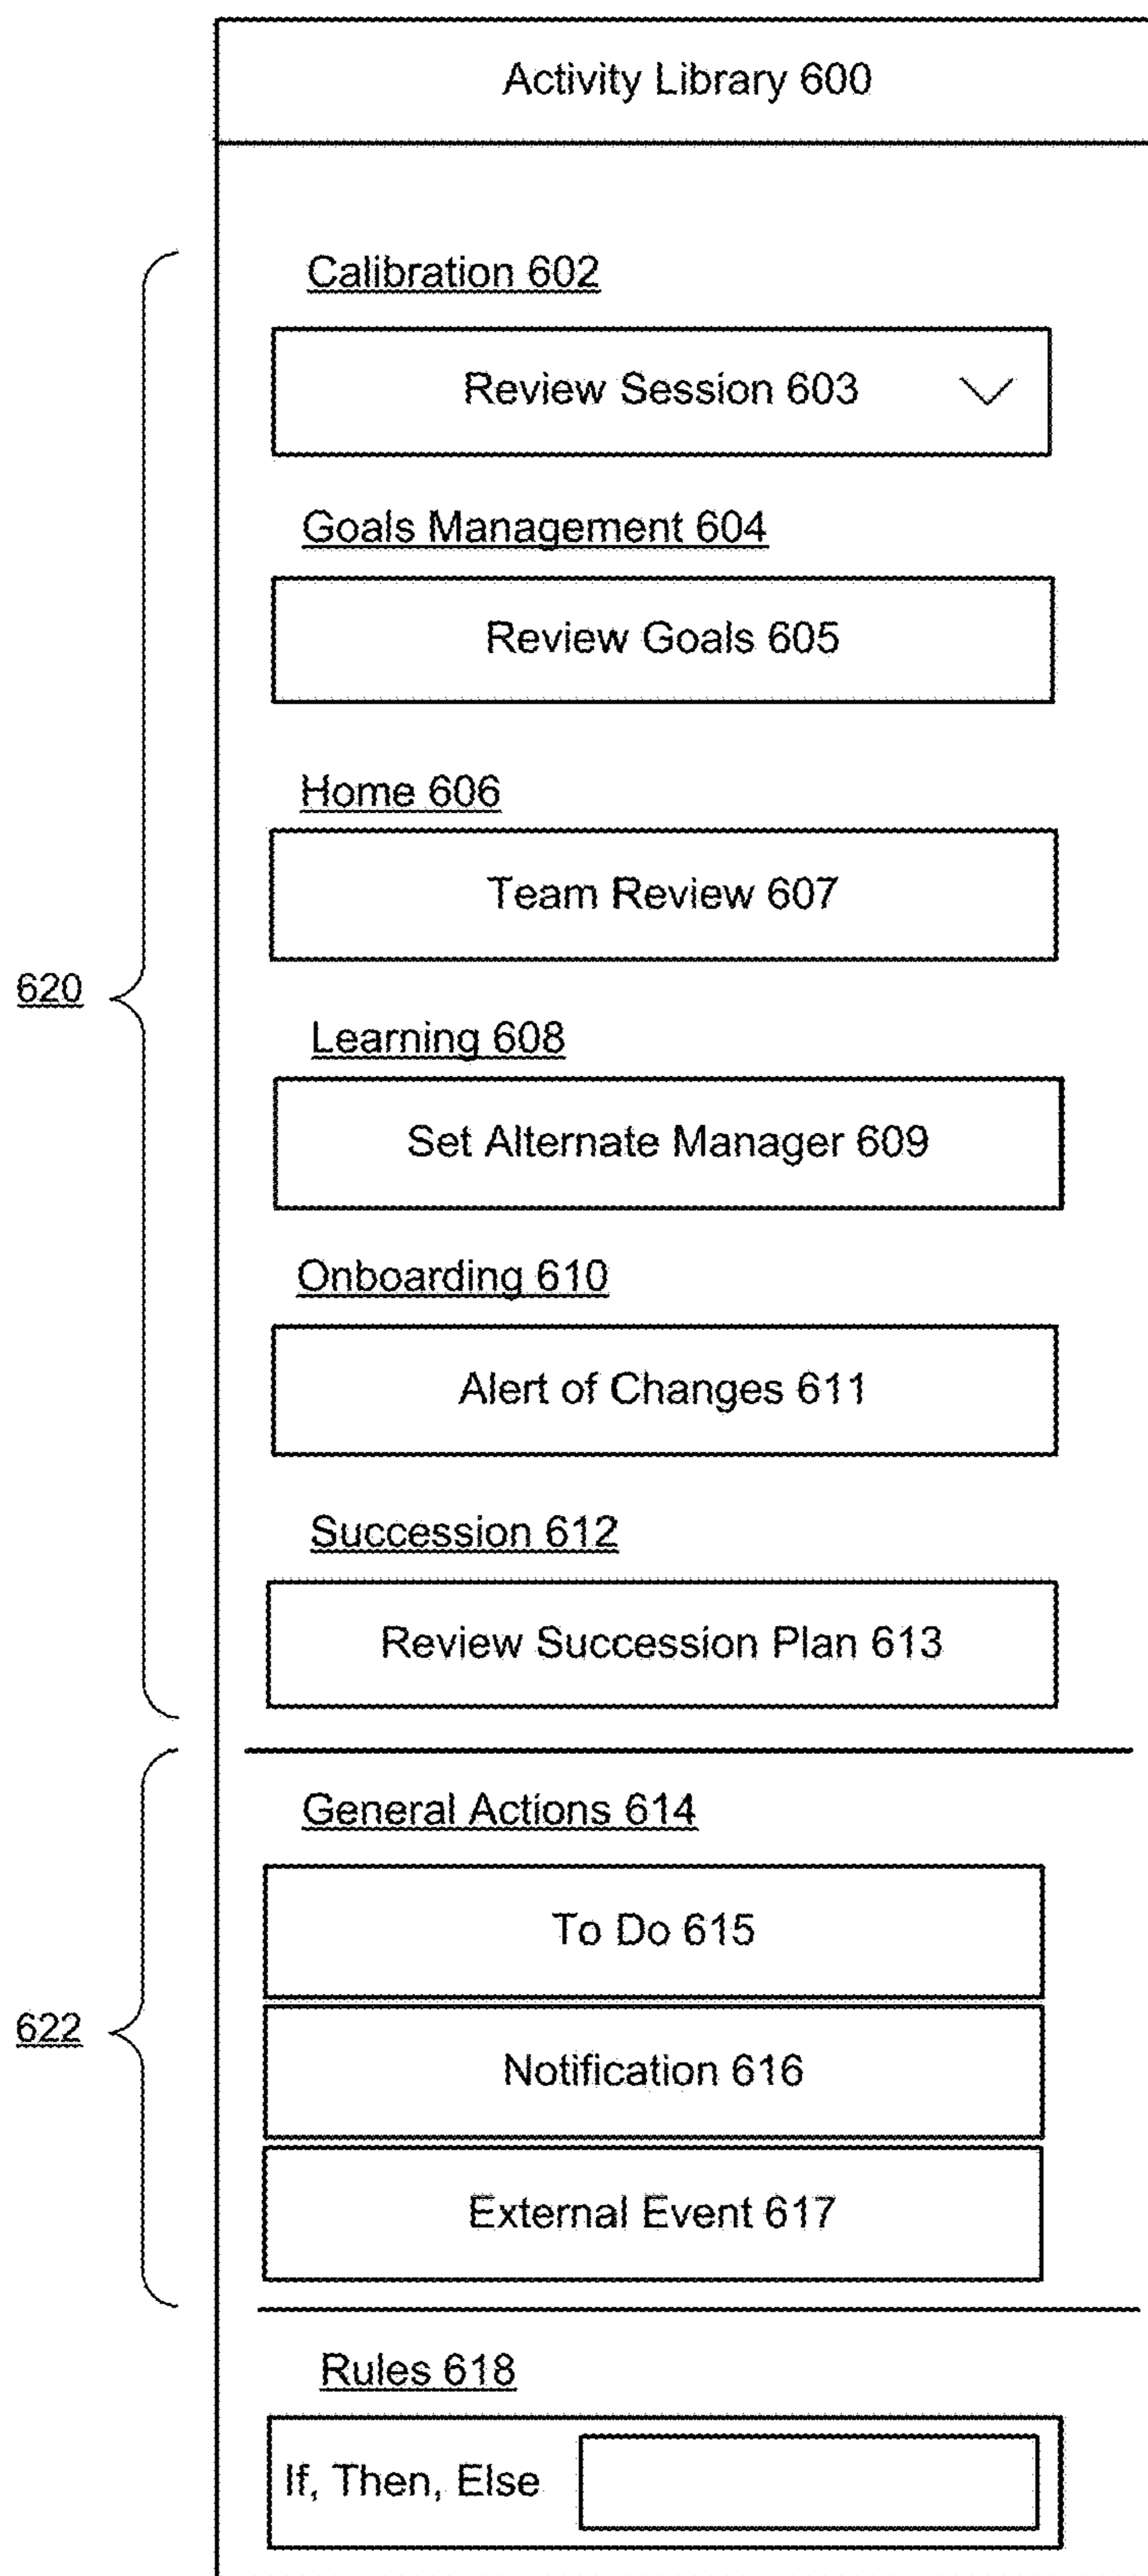 Activity Library 600
Calibration 602
Review Session 603
Goals Management 604
Review Goals 605
Home 606
Team Review 607
620
Learning 608
Set Alternate Manager 609
Onboarding 610
Alert of Changes 611
Succession 612
Review Succession Plan 613
General Actions 614
To Do 615
622
Notification 616
External Event 617
Rules 618
If, Then, Else